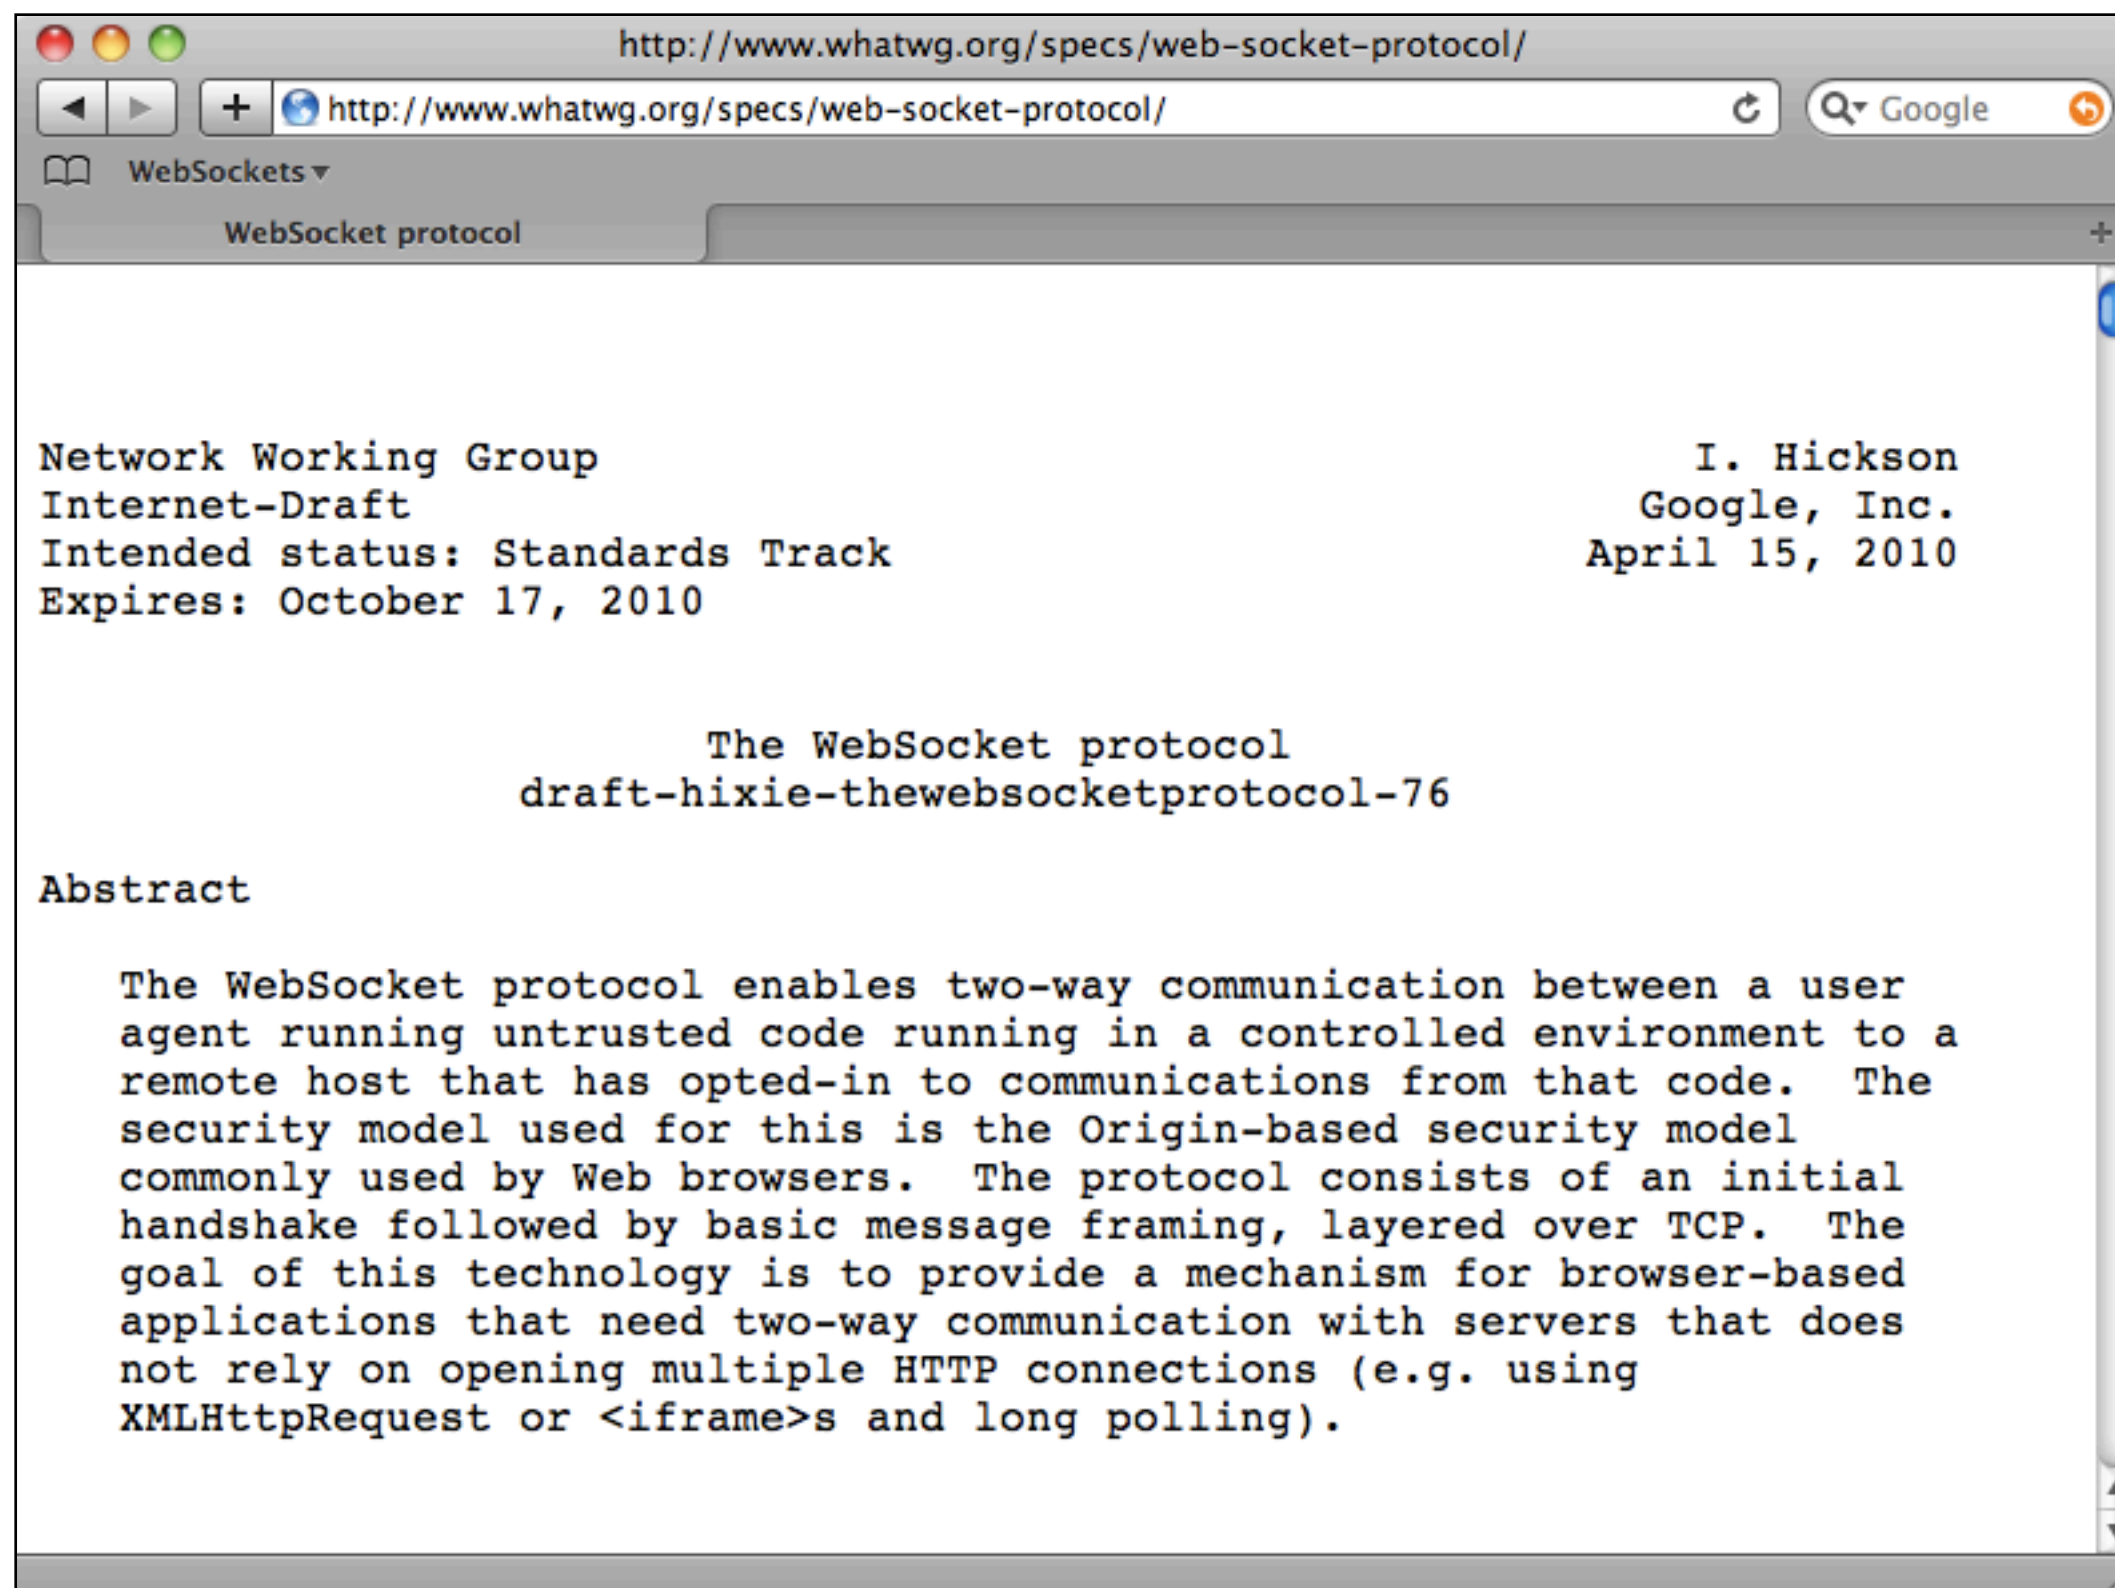 http://www.whatwg.org/specs/web-socket-protocol/
http://www.whatwg.org/specs/web-socket-protocol/
Google
WebSockets
WebSocket protocol
Network Working Group I. Hickson
Internet-Draft Google, Inc.
Intended status: Standards Track April 15, 2010
Expires: October 17, 2010
The WebSocket protocol
draft-hixie-thewebsocketprotocol-76
Abstract
The WebSocket protocol enables two-way communication between a user
agent running untrusted code running in a controlled environment to a
remote host that has opted-in to communications from that code. The
security model used for this is the Origin-based security model
commonly used by Web browsers. The protocol consists of an initial
handshake followed by basic message framing, layered over TCP. The
goal of this technology is to provide a mechanism for browser-based
applications that need two-way communication with servers that does
not rely on opening multiple HTTP connections (e.g. using
XMLHttpRequest or <iframe>s and long polling).